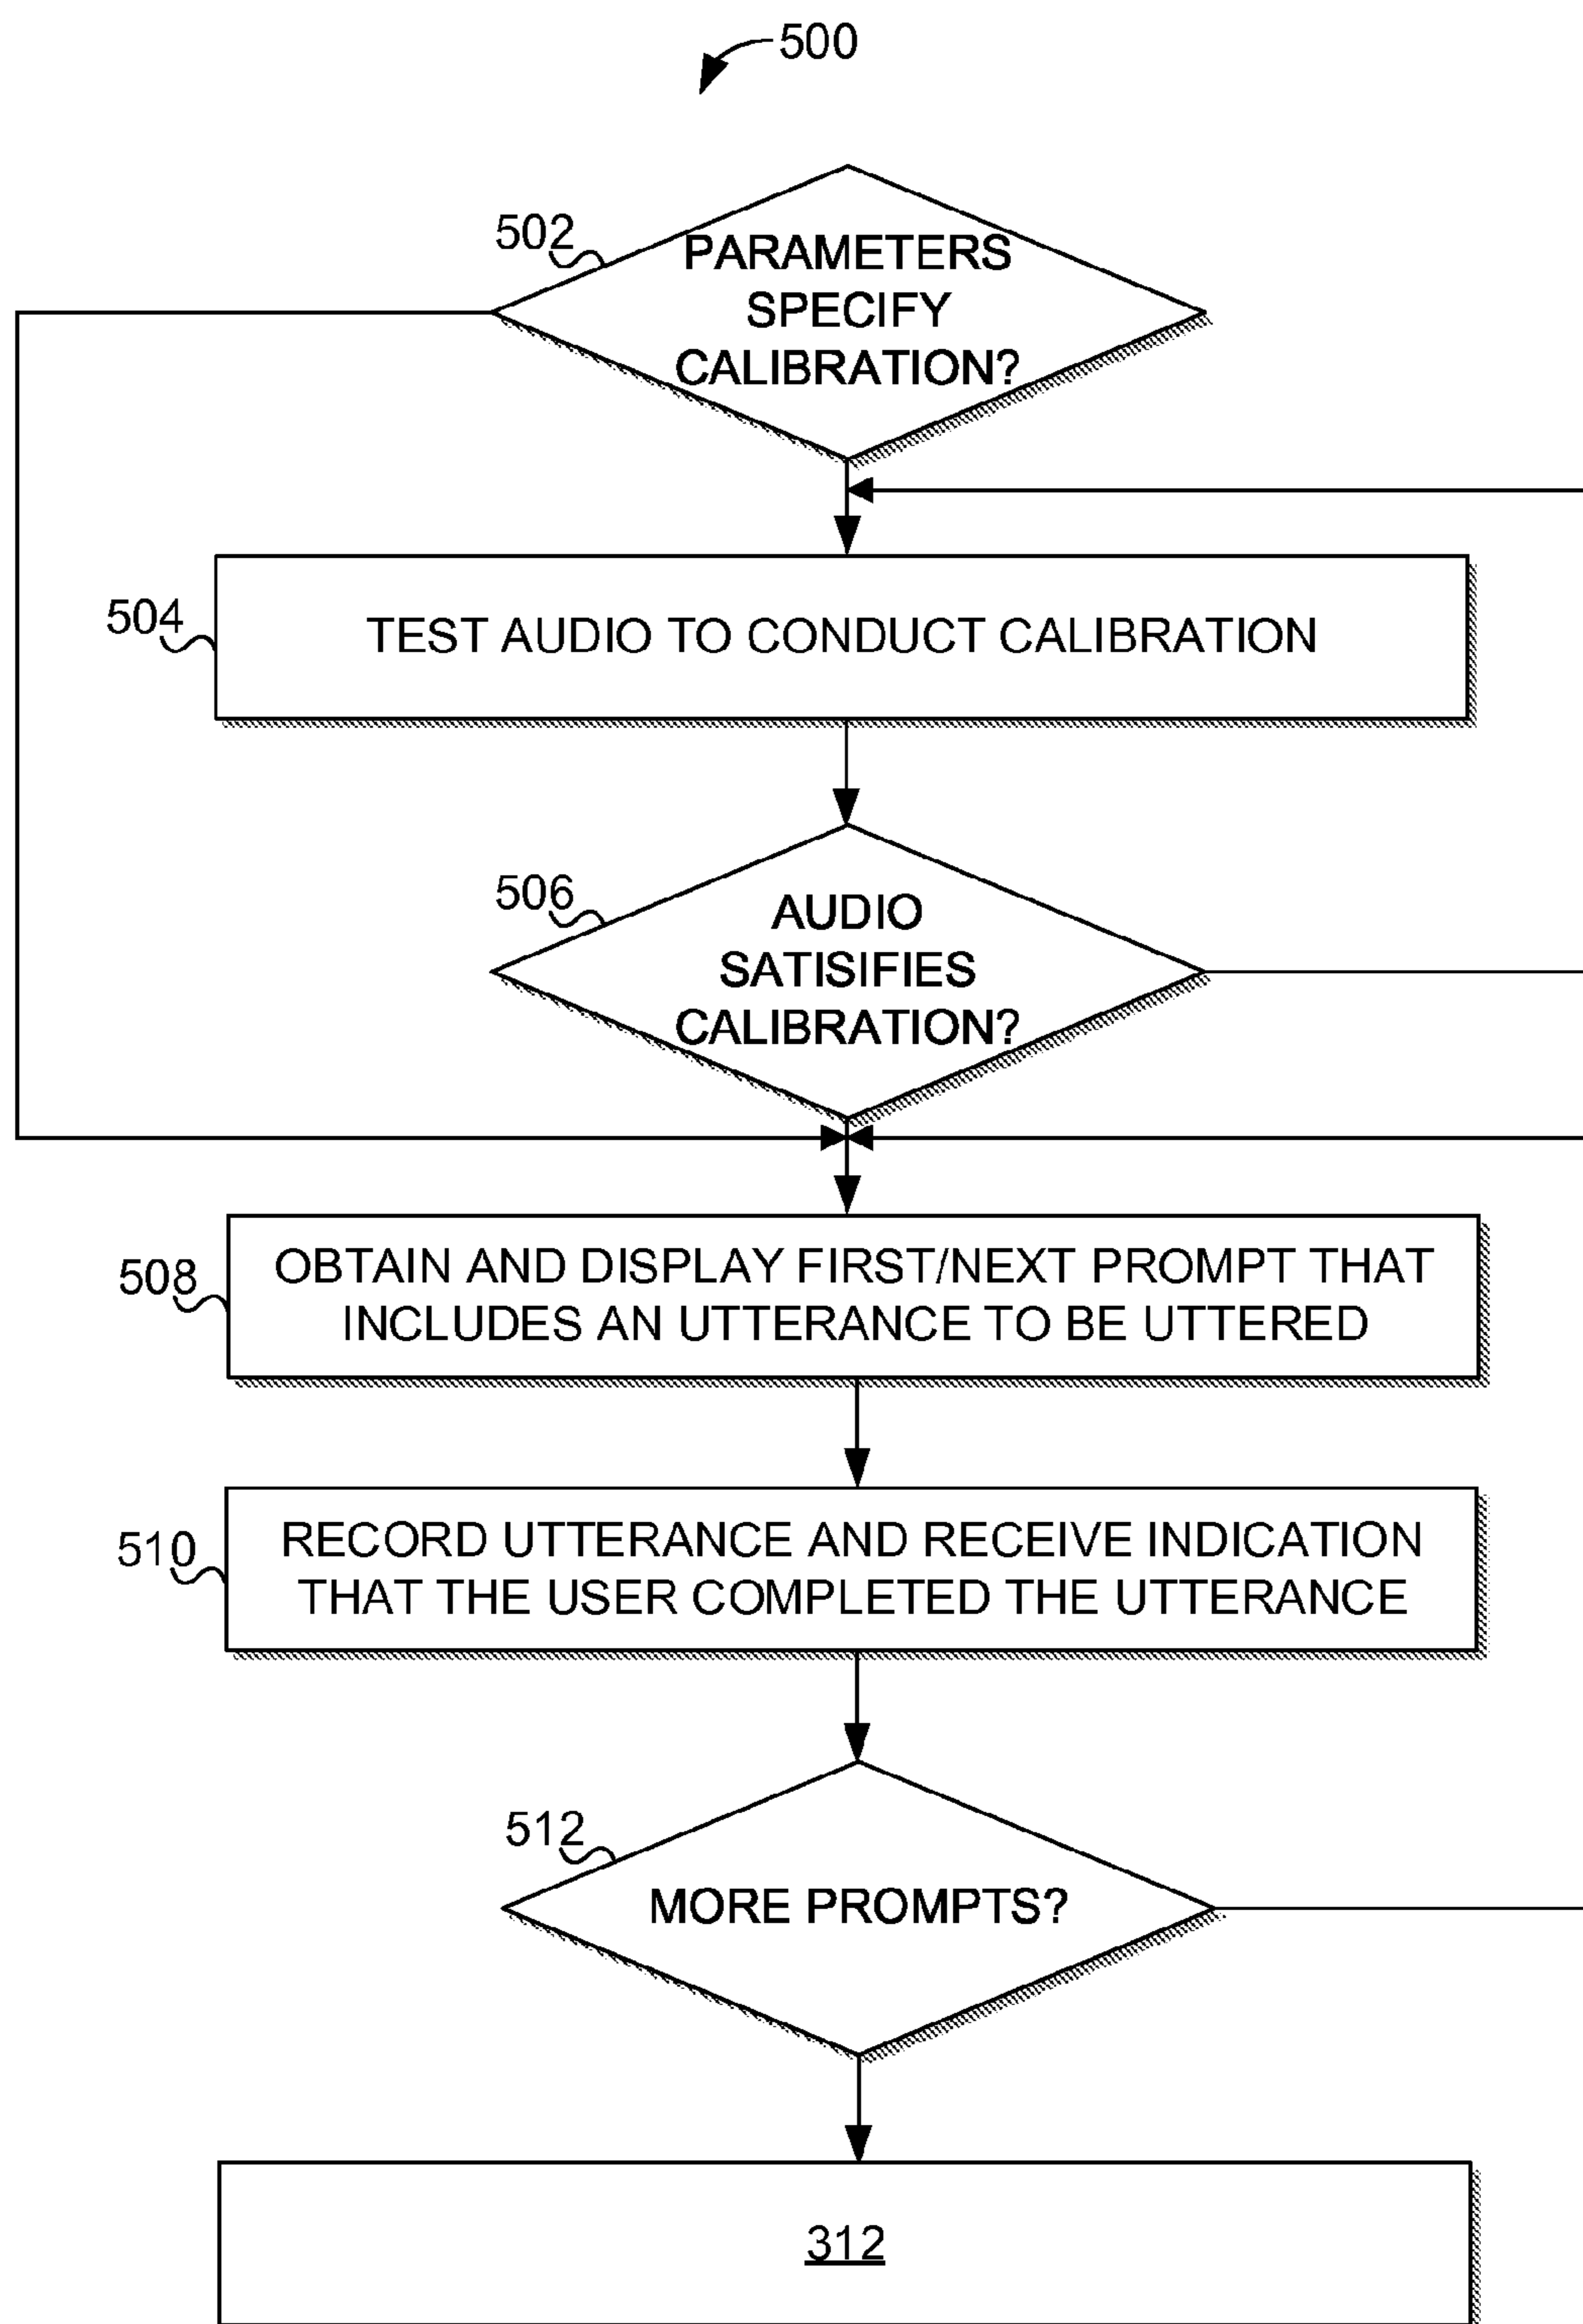 500
502
PARAMETERS
SPECIFY
CALIBRATION?
504
TEST AUDIO TO CONDUCT CALIBRATION
506
AUDIO
SATISIFIES
CALIBRATION?
508
OBTAIN AND DISPLAY FIRST/NEXT PROMPT THAT
INCLUDES AN UTTERANCE TO BE UTTERED
510
RECORD UTTERANCE AND RECEIVE INDICATION
THAT THE USER COMPLETED THE UTTERANCE
512
MORE PROMPTS?
312